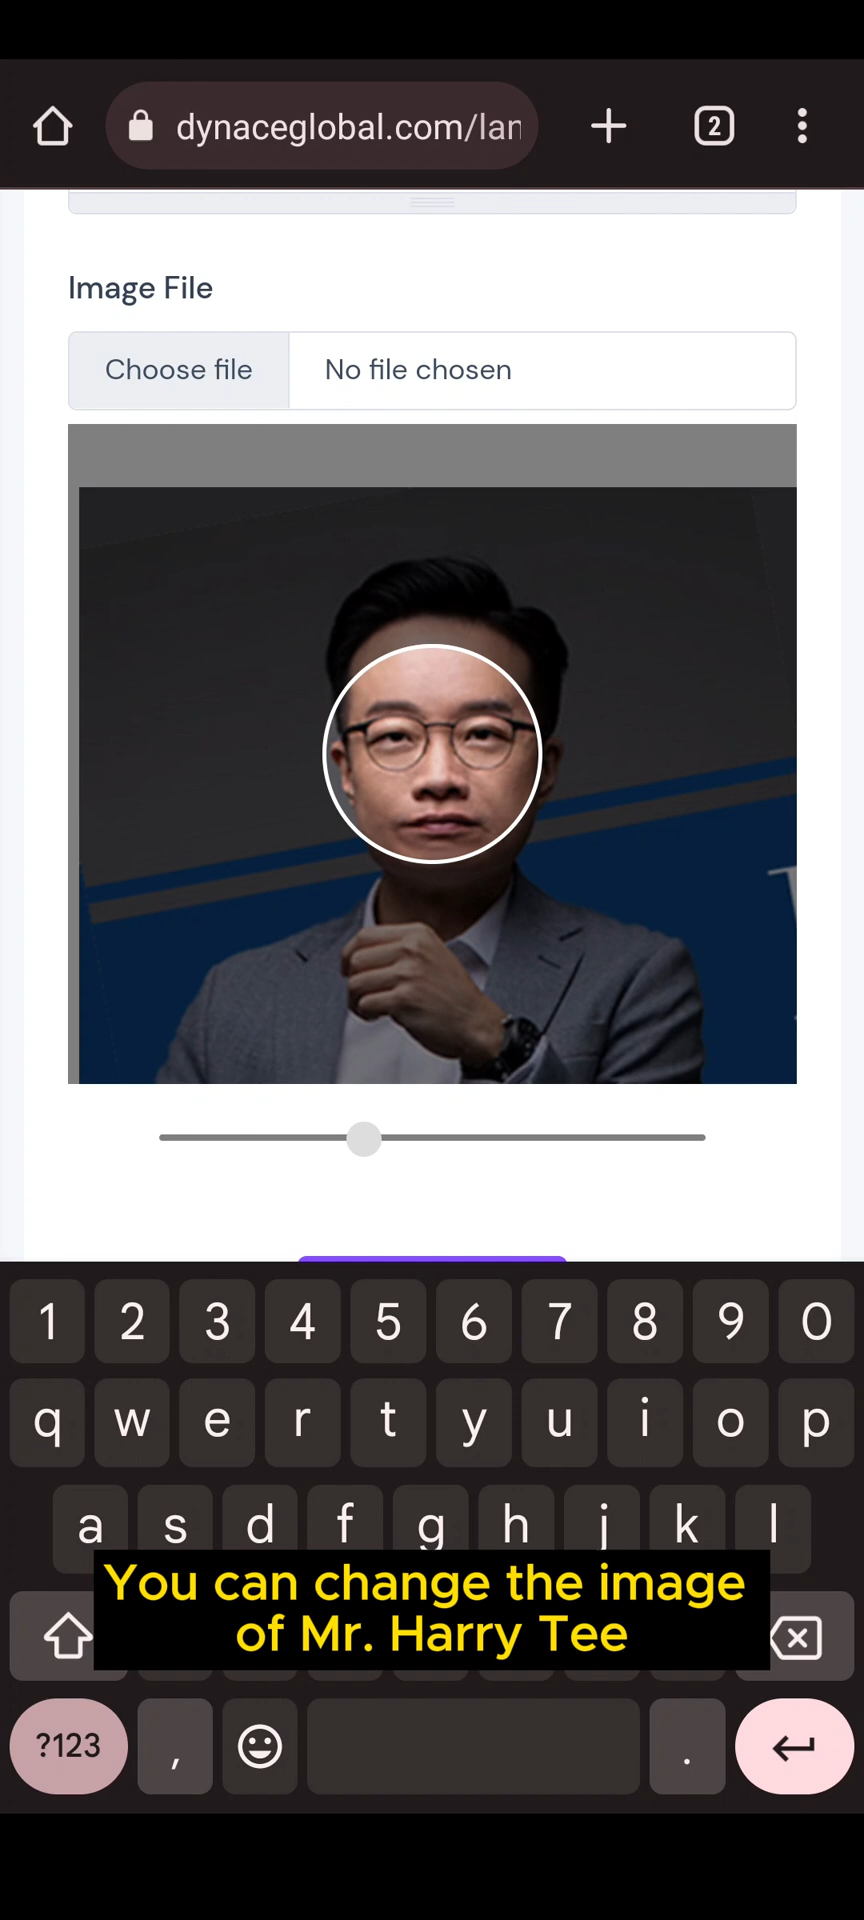 dynaceglobal.com/lan
2
Image File
Choose file
No file chosen
1 2 3 4 5 6 7 8 9 0
q w e r t y u i o p
a s d f g h j k l
You can change the image
of Mr. Harry Tee
?123 , .